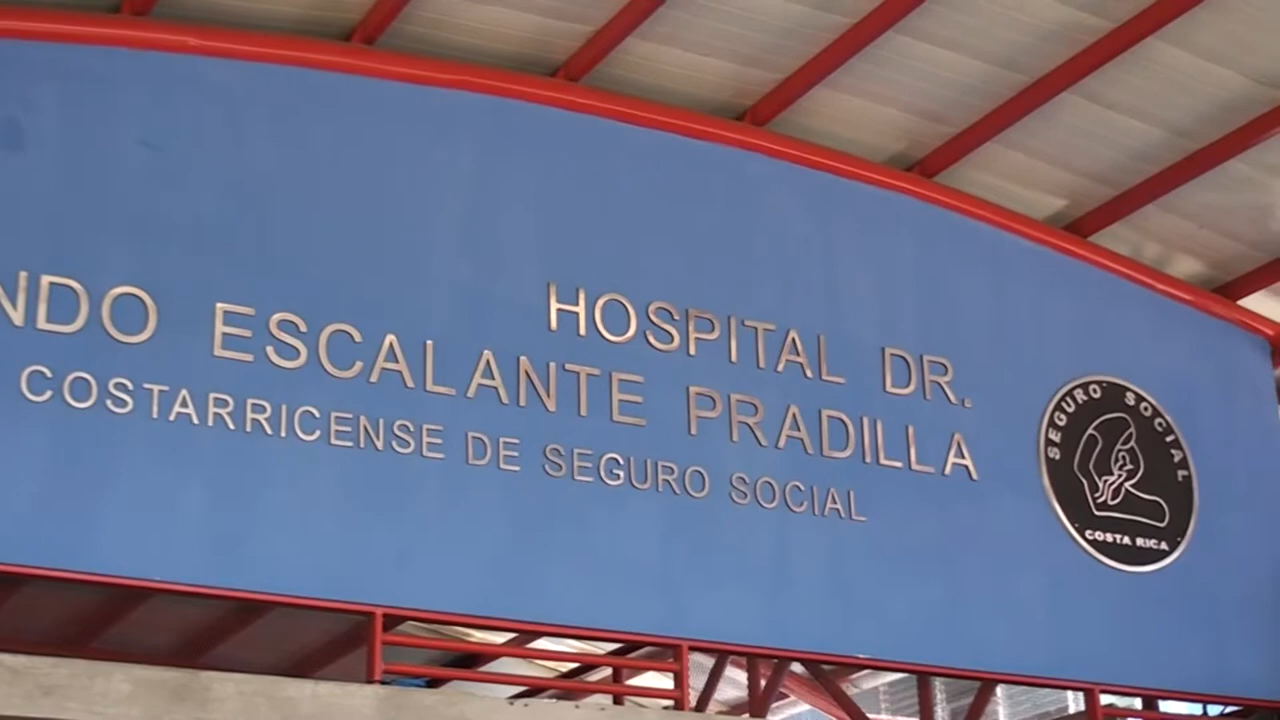 HOSPITAL DR.
NDO ESCALANTE PRADILLA
COSTARRICENSE DE SEGURO SOCIAL
SEGURO SOCIAL
COSTA RICA